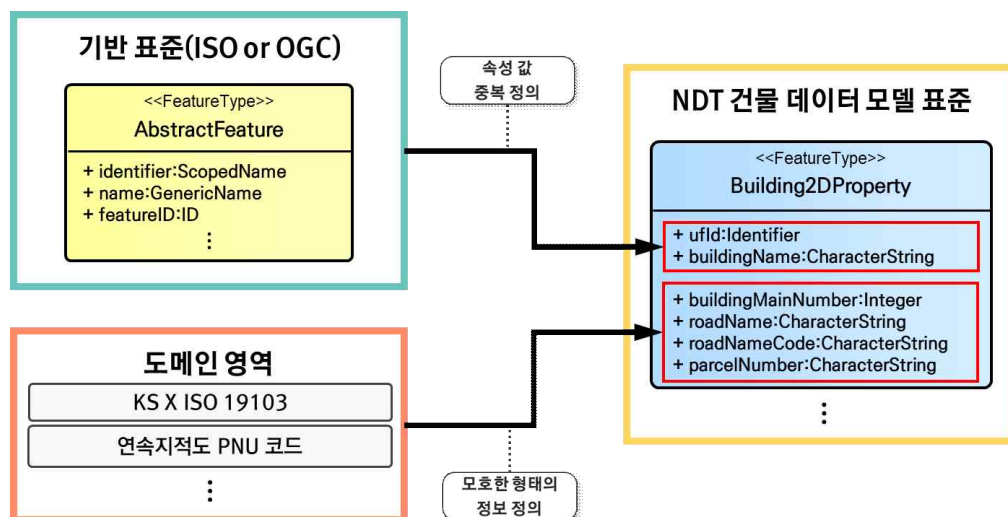 기반 표준(ISO or OGC)
<<FeatureType>>
AbstractFeature
+ identifier:ScopedName
+ name:GenericName
+ featureID:ID
⋮
속성 값
중복 정의
NDT 건물 데이터 모델 표준
<<FeatureType>>
Building2DProperty
+ ufId:Identifier
+ buildingName:CharacterString
+ buildingMainNumber:Integer
+ roadName:CharacterString
+ roadNameCode:CharacterString
+ parcelNumber:CharacterString
⋮
도메인 영역
KS X ISO 19103
연속지적도 PNU 코드
⋮
모호한 형태의
정보 정의